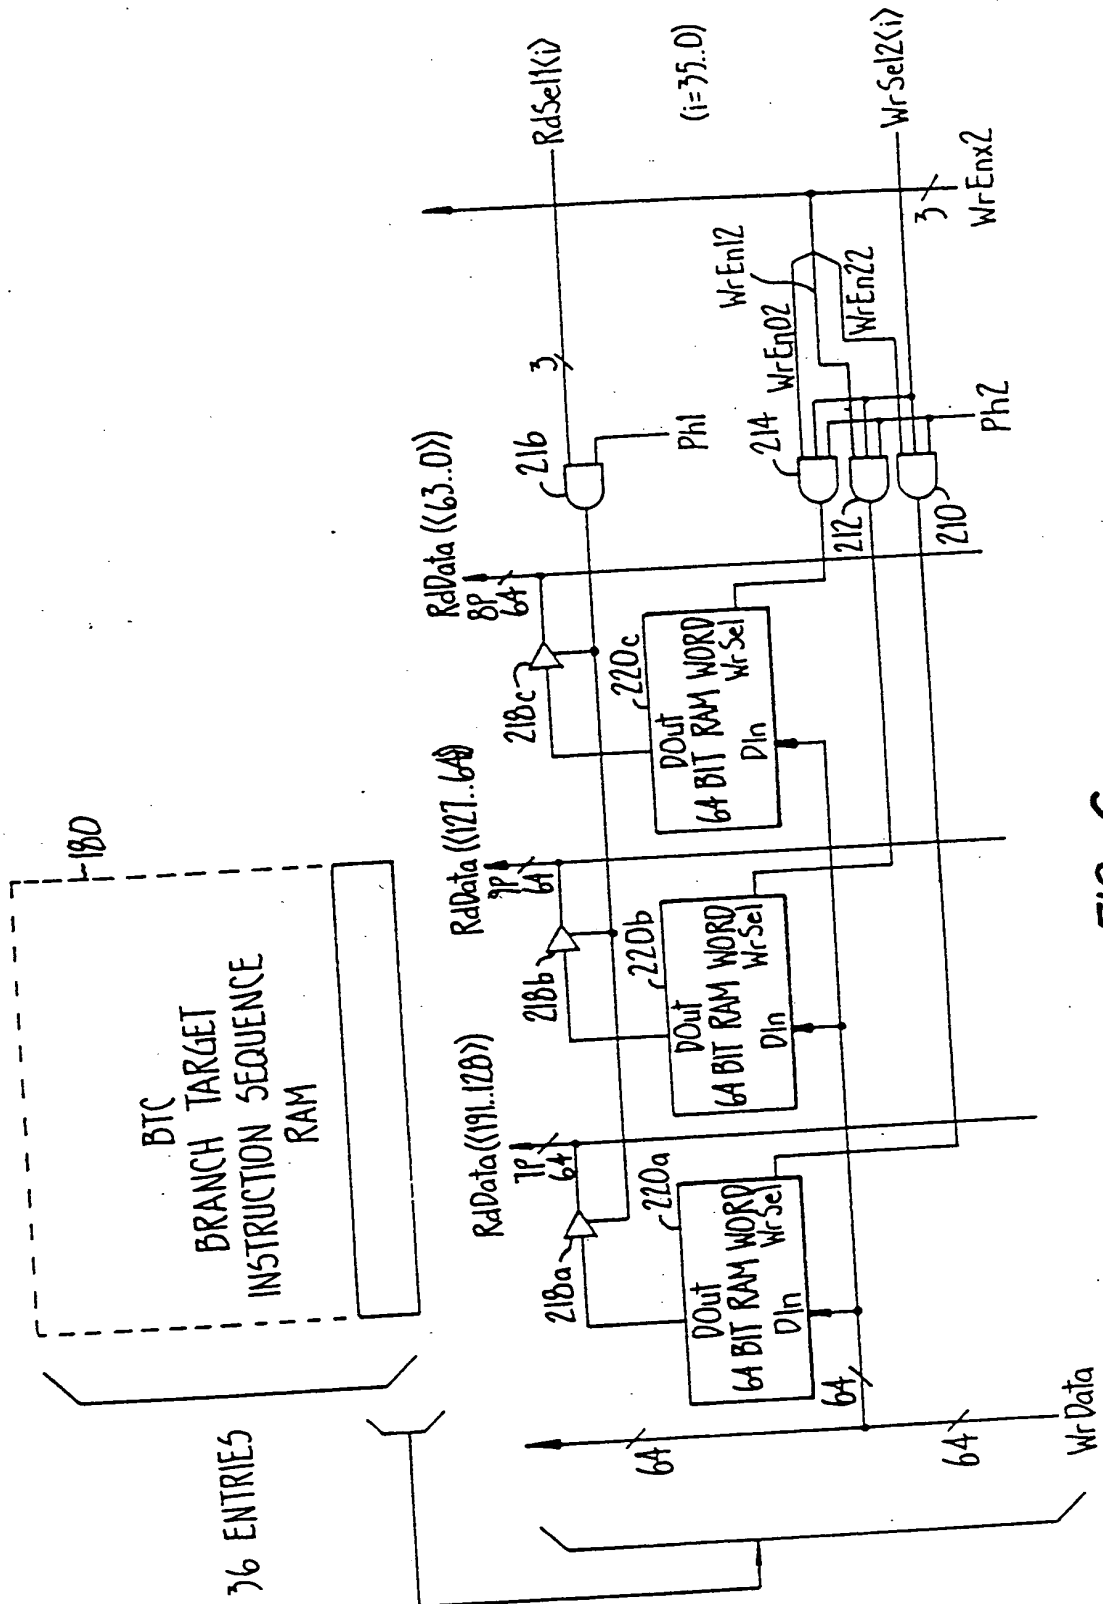 36 ENTRIES
180
BTC
BRANCH TARGET
INSTRUCTION SEQUENCE
RAM
RdData(<191..128>)
64
RdData(<127..64>)
9P
64
RdData(<63..0>)
8P
64
3
RdSel1<i>
218a
218b
218c
216
Ph1
(i=35..0)
220a
220b
220c
DOut
64 BIT RAM WORD
WrSel
DIn
DOut
64 BIT RAM WORD
WrSel
DIn
DOut
64 BIT RAM WORD
WrSel
DIn
214
212
210
WrEn02
WrEn12
WrEn22
WrSel2<i>
Ph2
3
WrEnx2
64
64
64
WrData